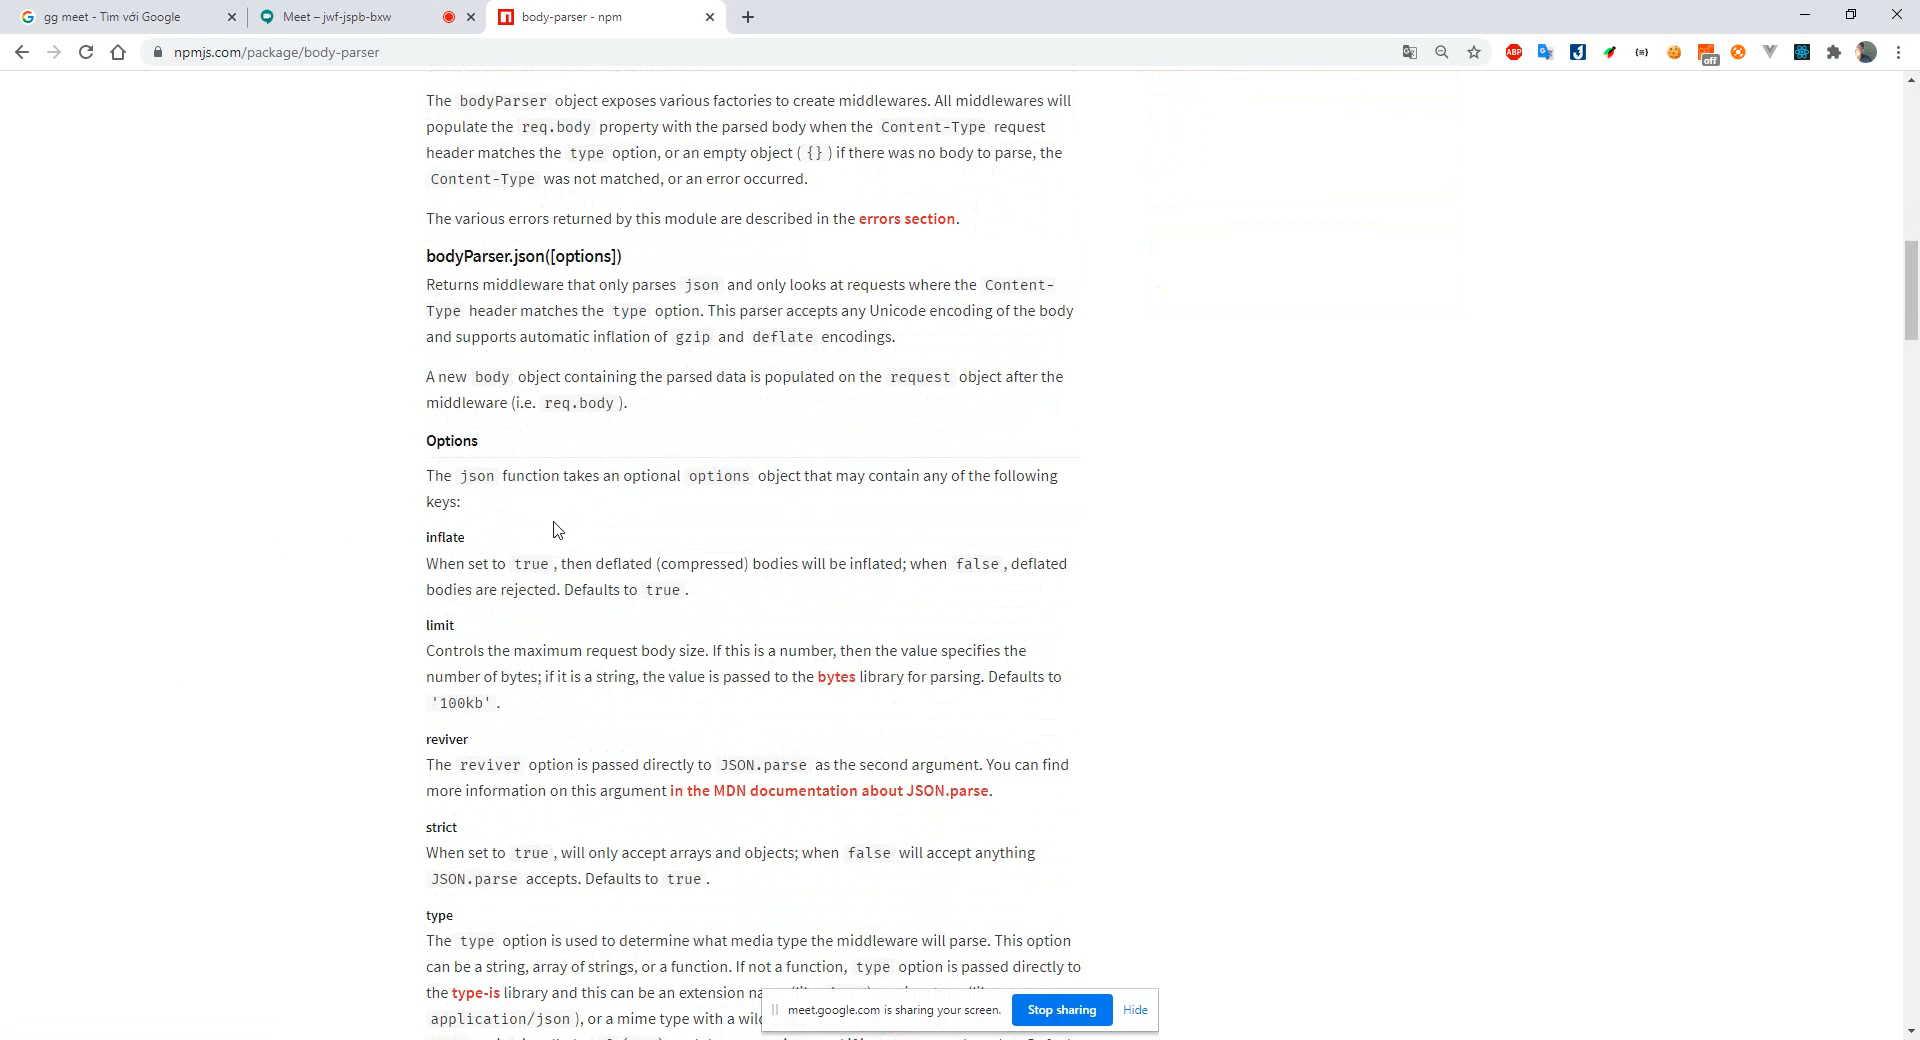 gg meet - Tìm với Google
Meet – jwf-jspb-bxw
body-parser - npm
npmjs.com/package/body-parser
ABP
off
The bodyParser object exposes various factories to create middlewares. All middlewares will
populate the req.body property with the parsed body when the Content-Type request
header matches the type option, or an empty object ( {} ) if there was no body to parse, the
Content-Type was not matched, or an error occurred.
The various errors returned by this module are described in the errors section.
bodyParser.json([options])
Returns middleware that only parses json and only looks at requests where the Content-
Type header matches the type option. This parser accepts any Unicode encoding of the body
and supports automatic inflation of gzip and deflate encodings.
A new body object containing the parsed data is populated on the request object after the
middleware (i.e. req.body ).
Options
The json function takes an optional options object that may contain any of the following
keys:
inflate
When set to true , then deflated (compressed) bodies will be inflated; when false , deflated
bodies are rejected. Defaults to true .
limit
Controls the maximum request body size. If this is a number, then the value specifies the
number of bytes; if it is a string, the value is passed to the bytes library for parsing. Defaults to
'100kb' .
reviver
The reviver option is passed directly to JSON.parse as the second argument. You can find
more information on this argument in the MDN documentation about JSON.parse.
strict
When set to true , will only accept arrays and objects; when false will accept anything
JSON.parse accepts. Defaults to true .
type
The type option is used to determine what media type the middleware will parse. This option
can be a string, array of strings, or a function. If not a function, type option is passed directly to
the type-is library and this can be an extension
application/json ), or a mime type with a
meet.google.com is sharing your screen.
Stop sharing
Hide